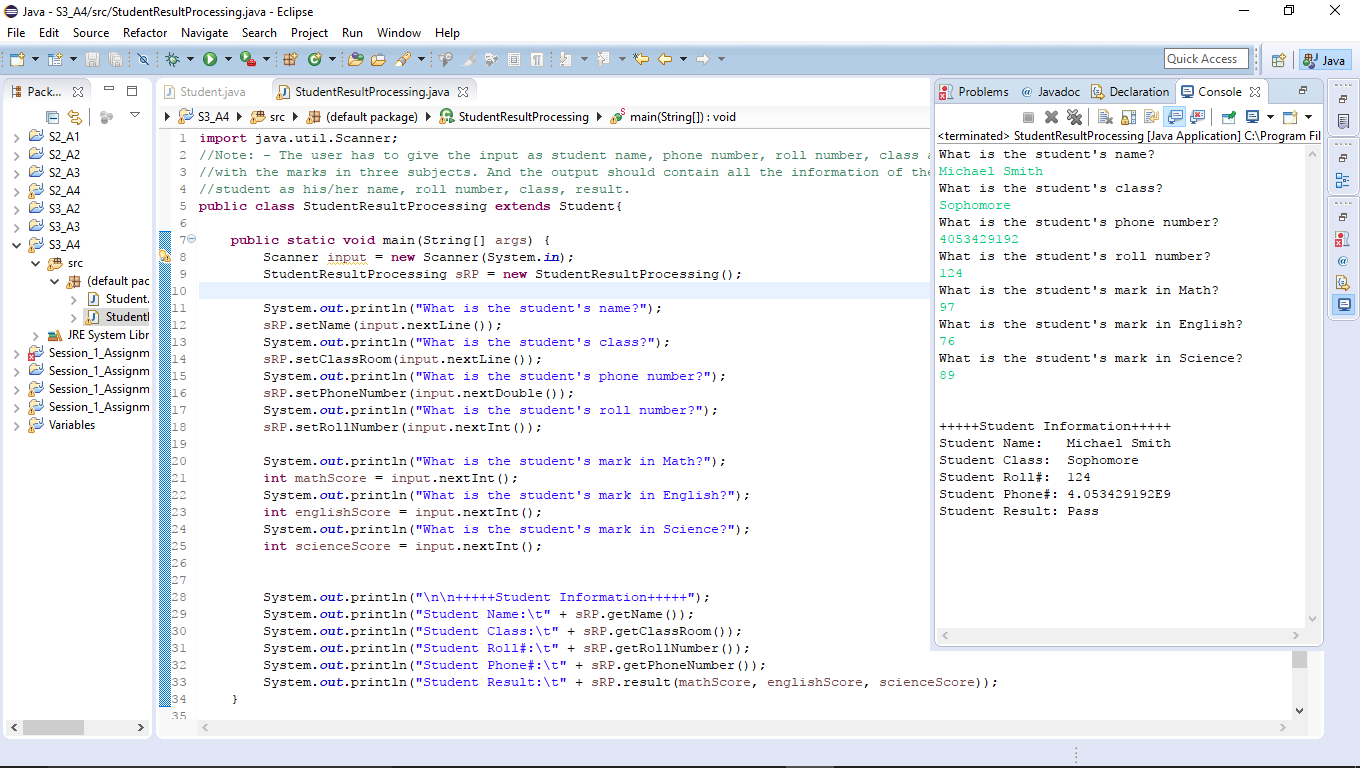 Java - S3_A4/src/StudentResultProcessing.java - Eclipse
File Edit Source Refactor Navigate Search Project Run Window Help
Quick Access
Java
Pack...
S2_A1
S2_A2
S2_A3
S2_A4
S3_A2
S3_A3
S3_A4
src
(default pac
Student.
Studentl
JRE System Libr
Session_1_Assignm
Session_1_Assignm
Session_1_Assignm
Session_1_Assignm
Variables
Student.java StudentResultProcessing.java
S3_A4 src (default package) StudentResultProcessing main(String[]) : void
1 import java.util.Scanner;
2 //Note: - The user has to give the input as student name, phone number, roll number, class
3 //with the marks in three subjects. And the output should contain all the information of the
4 //student as his/her name, roll number, class, result.
5 public class StudentResultProcessing extends Student{
6
7 public static void main(String[] args) {
8 Scanner input = new Scanner(System.in);
9 StudentResultProcessing sRP = new StudentResultProcessing();
10
11 System.out.println("What is the student's name?");
12 sRP.setName(input.nextLine());
13 System.out.println("What is the student's class?");
14 sRP.setClassRoom(input.nextLine());
15 System.out.println("What is the student's phone number?");
16 sRP.setPhoneNumber(input.nextDouble());
17 System.out.println("What is the student's roll number?");
18 sRP.setRollNumber(input.nextInt());
19
20 System.out.println("What is the student's mark in Math?");
21 int mathScore = input.nextInt();
22 System.out.println("What is the student's mark in English?");
23 int englishScore = input.nextInt();
24 System.out.println("What is the student's mark in Science?");
25 int scienceScore = input.nextInt();
26
27
28 System.out.println("\n\n+++++Student Information+++++");
29 System.out.println("Student Name:\t" + sRP.getName());
30 System.out.println("Student Class:\t" + sRP.getClassRoom());
31 System.out.println("Student Roll#:\t" + sRP.getRollNumber());
32 System.out.println("Student Phone#:\t" + sRP.getPhoneNumber());
33 System.out.println("Student Result:\t" + sRP.result(mathScore, englishScore, scienceScore));
34 }
35
Problems @ Javadoc Declaration Console
<terminated> StudentResultProcessing [Java Application] C:\Program Fil
What is the student's name?
Michael Smith
What is the student's class?
Sophomore
What is the student's phone number?
4053429192
What is the student's roll number?
124
What is the student's mark in Math?
97
What is the student's mark in English?
76
What is the student's mark in Science?
89
+++++Student Information+++++
Student Name: Michael Smith
Student Class: Sophomore
Student Roll#: 124
Student Phone#: 4.053429192E9
Student Result: Pass